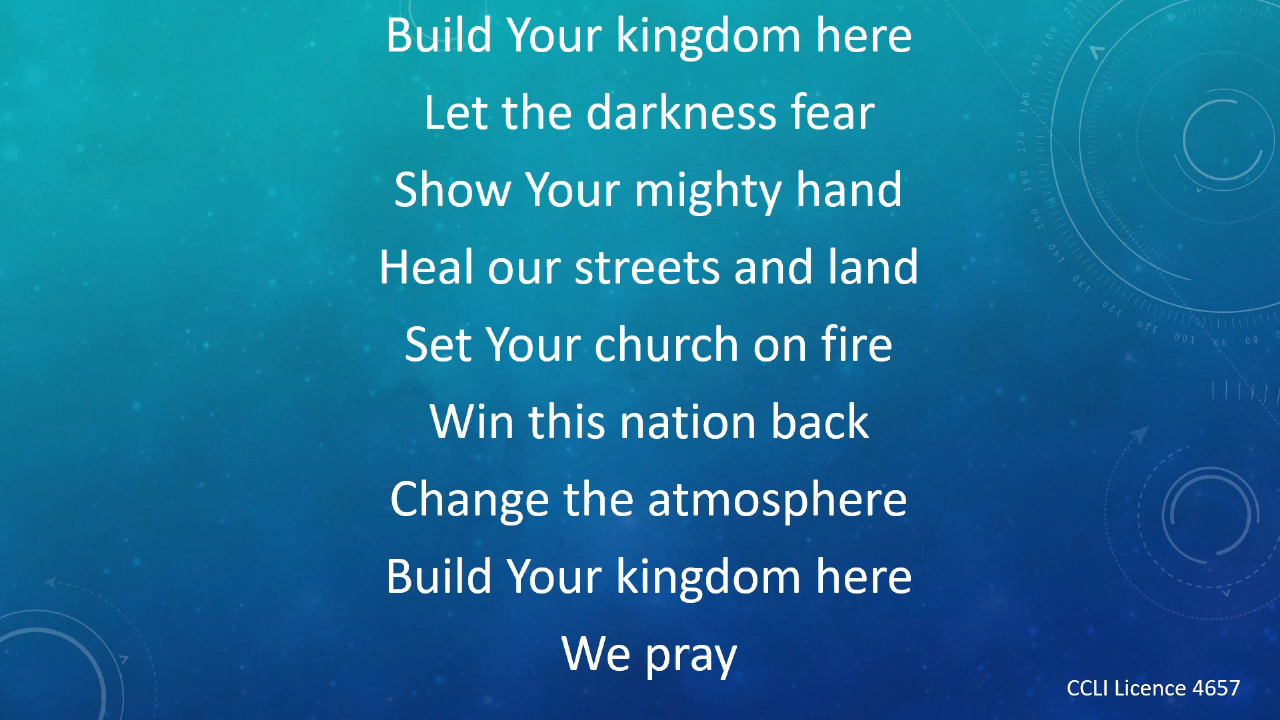 Build Your kingdom here
Let the darkness fear
Show Your mighty hand
Heal our streets and land
Set Your church on fire
Win this nation back
Change the atmosphere
Build Your kingdom here
We pray
CCLI Licence 4657